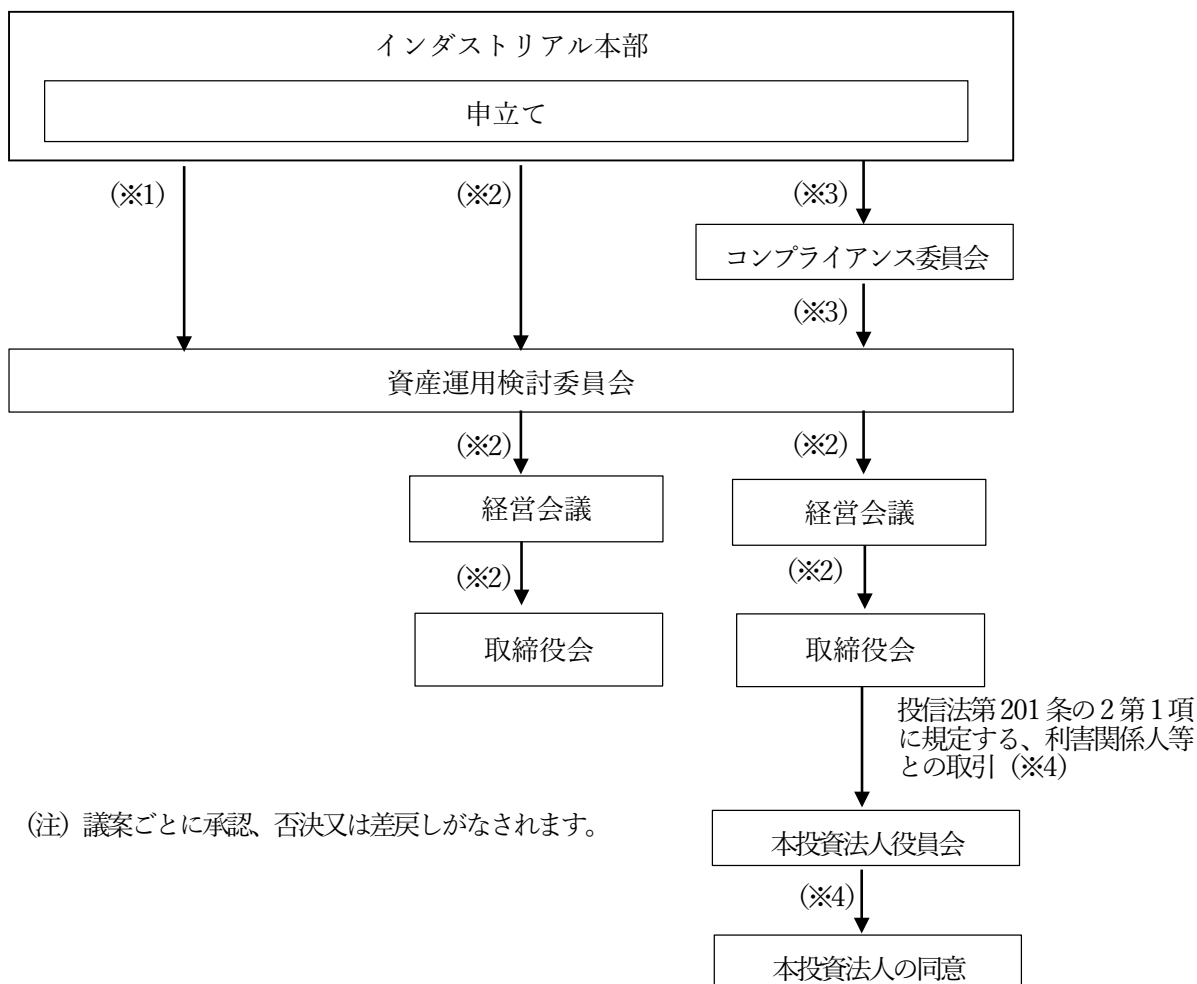 インダストリアル本部
申立て
(※1)
(※2)
(※3)
コンプライアンス委員会
(※3)
資産運用検討委員会
(※2)
(※2)
経営会議
経営会議
(※2)
(※2)
取締役会
取締役会
投信法第201条の2第1項
に規定する、利害関係人等
との取引（※4）
(注) 議案ごとに承認、否決又は差戻しがなされます。
本投資法人役員会
(※4)
本投資法人の同意